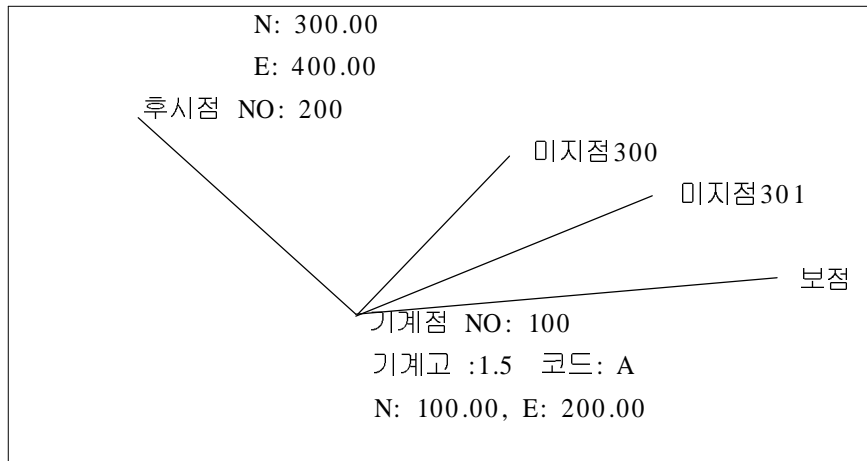 N: 300.00
E: 400.00
후시점 NO: 200
미지점300
미지점301
보점
기계점 NO: 100
기계고 :1.5 코드: A
N: 100.00, E: 200.00